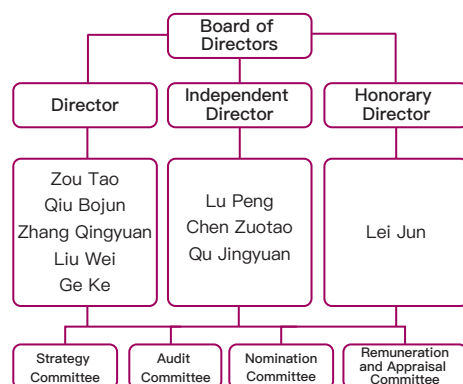 Board of
Directors
Director
Independent
Director
Honorary
Director
Zou Tao
Qiu Bojun
Zhang Qingyuan
Liu Wei
Ge Ke
Lu Peng
Chen Zuotao
Qu Jingyuan
Lei Jun
Strategy
Committee
Audit
Committee
Nomination
Committee
Remuneration
and Appraisal
Committee